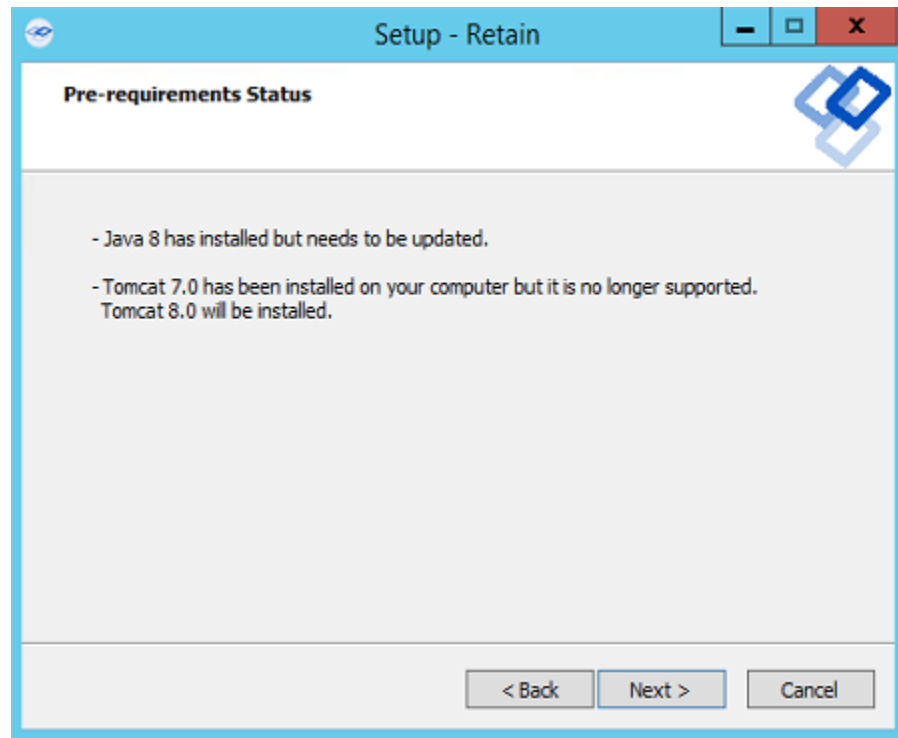 Setup - Retain
Pre-requirements Status
- Java 8 has installed but needs to be updated.
- Tomcat 7.0 has been installed on your computer but it is no longer supported.
Tomcat 8.0 will be installed.
< Back
Next >
Cancel